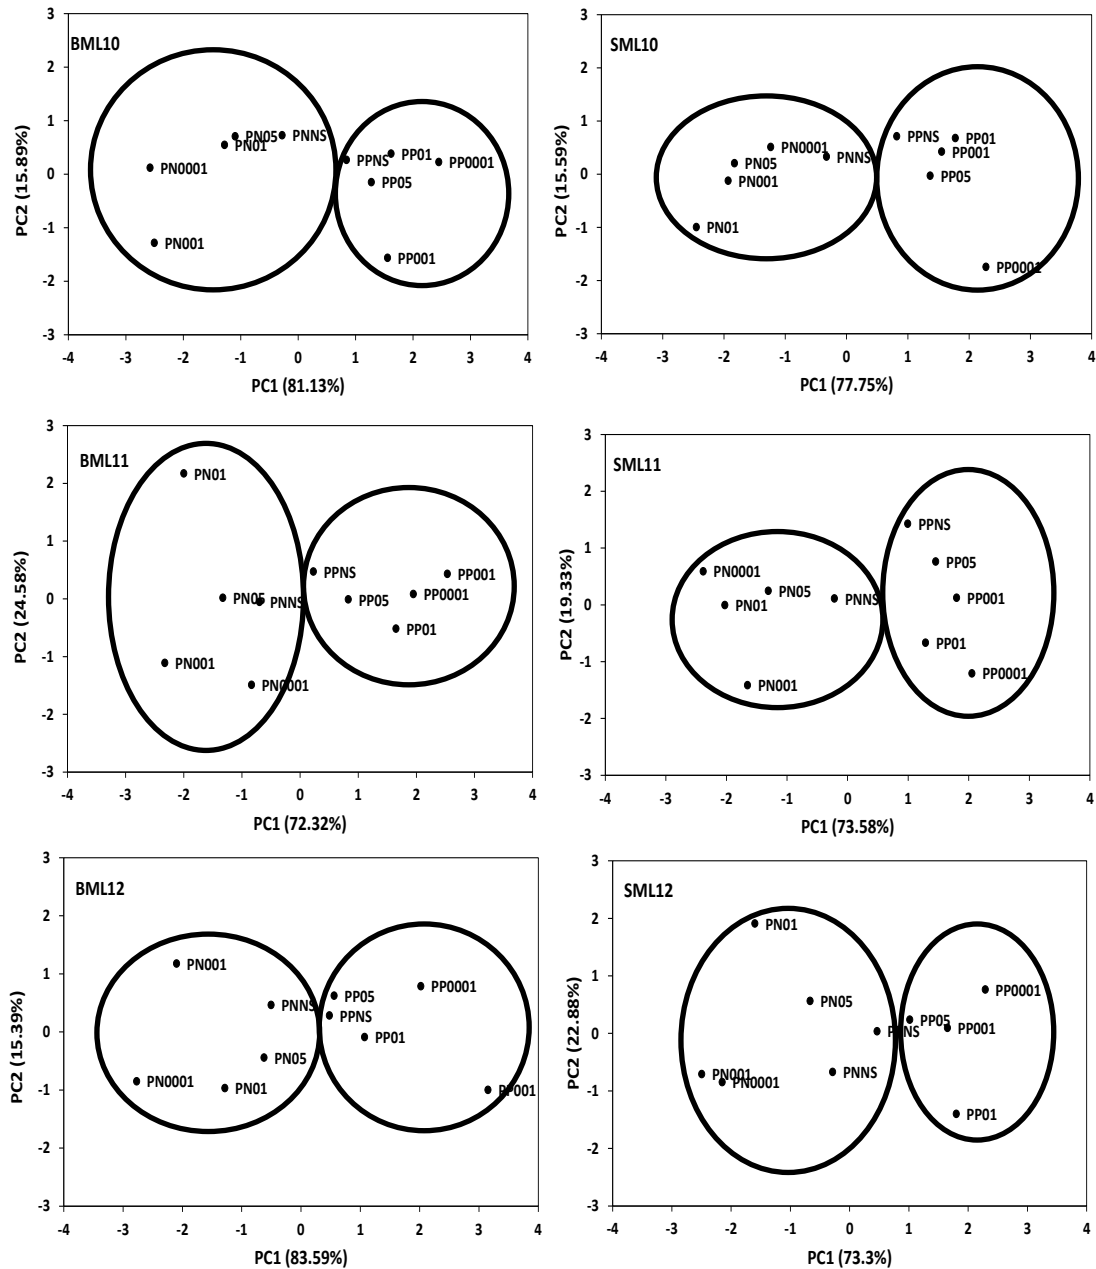 BML10
3
2
1
0
-1
-2
-3
PC2 (15.89%)
PN05
PNNS
PN01
PN0001
PN001
PPNS
PP01
PP0001
PP05
PP001
-4 -3 -2 -1 0 1 2 3 4
PC1 (81.13%)
SML10
3
2
1
0
-1
-2
-3
PC2 (15.59%)
PN0001
PNNS
PN05
PN001
PN01
PPNS
PP01
PP001
PP05
PP0001
-4 -3 -2 -1 0 1 2 3 4
PC1 (77.75%)
BML11
3
2
1
0
-1
-2
-3
PC2 (24.58%)
PN01
PN05
PNNS
PN001
PN0001
PPNS
PP001
PP0001
PP05
PP01
-4 -3 -2 -1 0 1 2 3 4
PC1 (72.32%)
SML11
3
2
1
0
-1
-2
-3
PC2 (19.33%)
PN0001
PN05
PN01
PNNS
PN001
PPNS
PP05
PP001
PP01
PP0001
-4 -3 -2 -1 0 1 2 3 4
PC1 (73.58%)
BML12
3
2
1
0
-1
-2
-3
PC2 (15.39%)
PN001
PNNS
PN05
PN0001
PN01
PP05
PPNS
PP0001
PP01
PP001
-4 -3 -2 -1 0 1 2 3 4
PC1 (83.59%)
SML12
3
2
1
0
-1
-2
-3
PC2 (22.88%)
PN01
PN05
PPNS
PNNS
PN001
PN0001
PP0001
PP05
PP001
PP01
-4 -3 -2 -1 0 1 2 3 4
PC1 (73.3%)